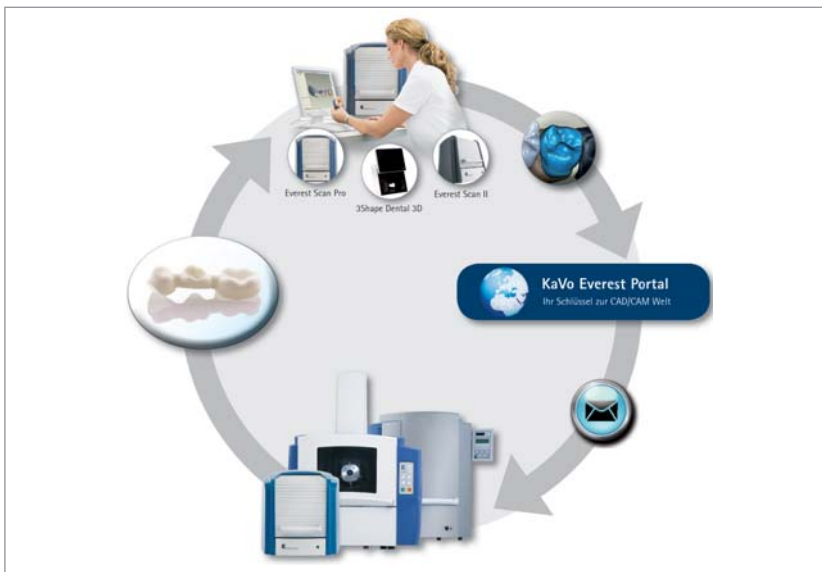 Everest Scan Pro
3Shape Dental 3D
Everest Scan II
KaVo Everest Portal
Ihr Schlüssel zur CAD/CAM Welt